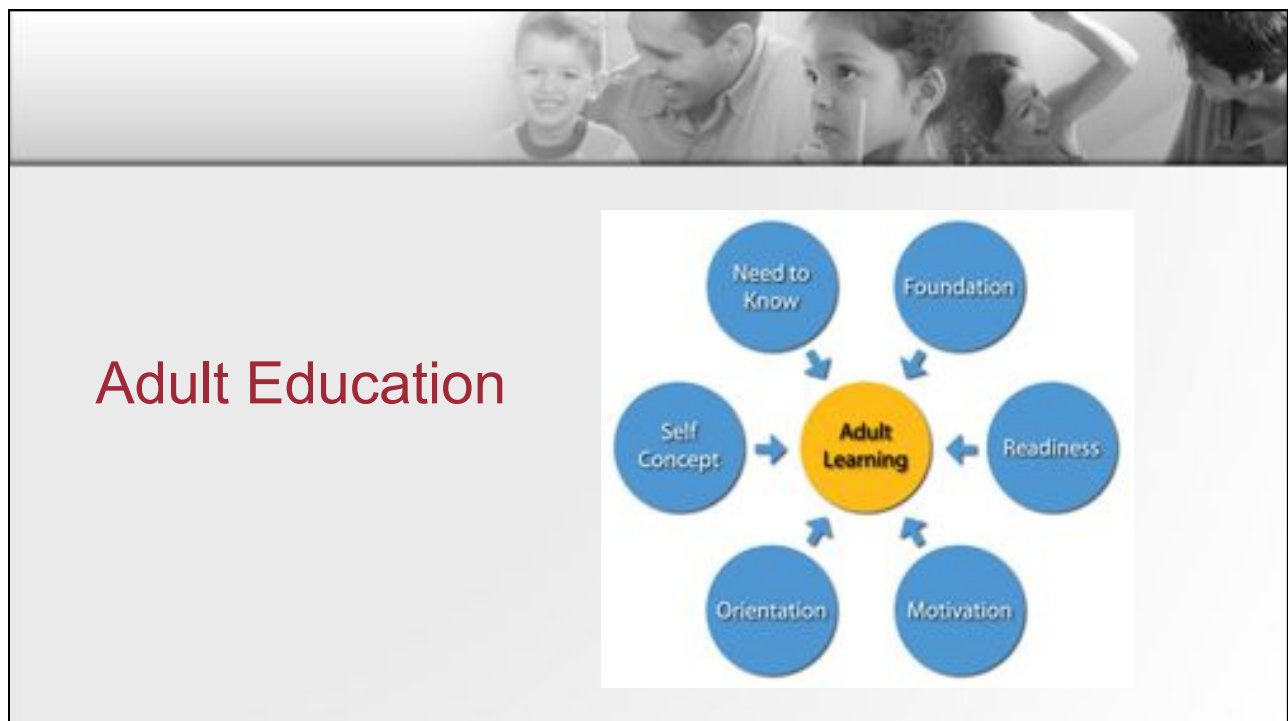 Adult Education
Need to
Know
Foundation
Self
Concept
Adult
Learning
Readiness
Orientation
Motivation